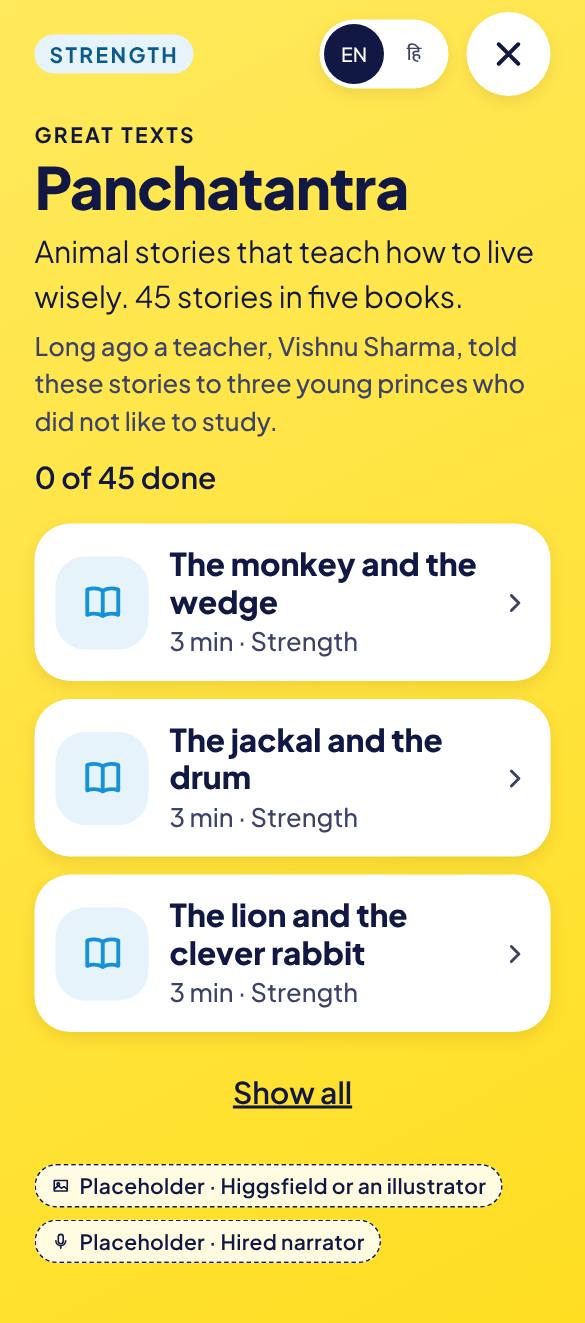 STRENGTH
EN
हि
GREAT TEXTS
Panchatantra
Animal stories that teach how to live
wisely. 45 stories in five books.
Long ago a teacher, Vishnu Sharma, told
these stories to three young princes who
did not like to study.
0 of 45 done
The monkey and the
wedge
3 min · Strength
The jackal and the
drum
3 min · Strength
The lion and the
clever rabbit
3 min · Strength
Show all
Placeholder · Higgsfield or an illustrator
Placeholder · Hired narrator